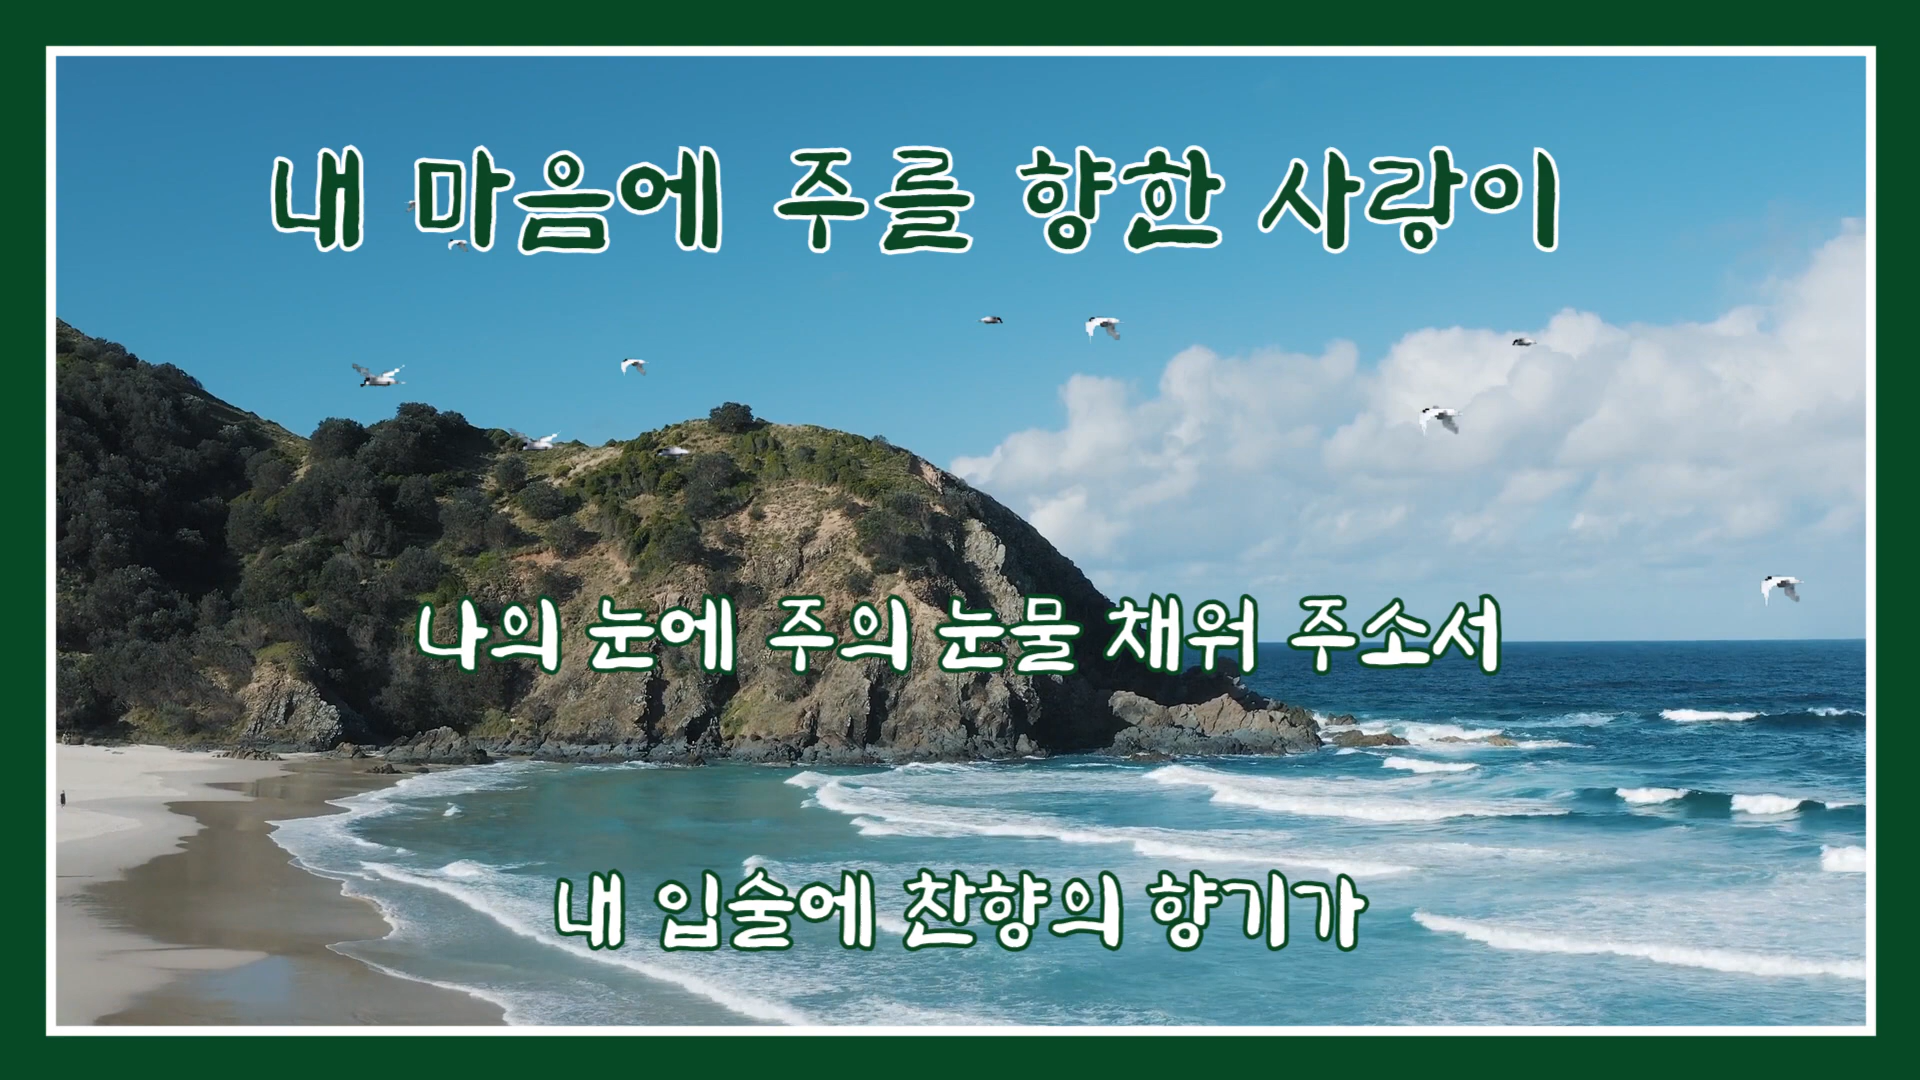 내 마음에 주를 향한 사랑이
나의 눈에 주의 눈물 채워 주소서
내 입술에 찬향의 향기가